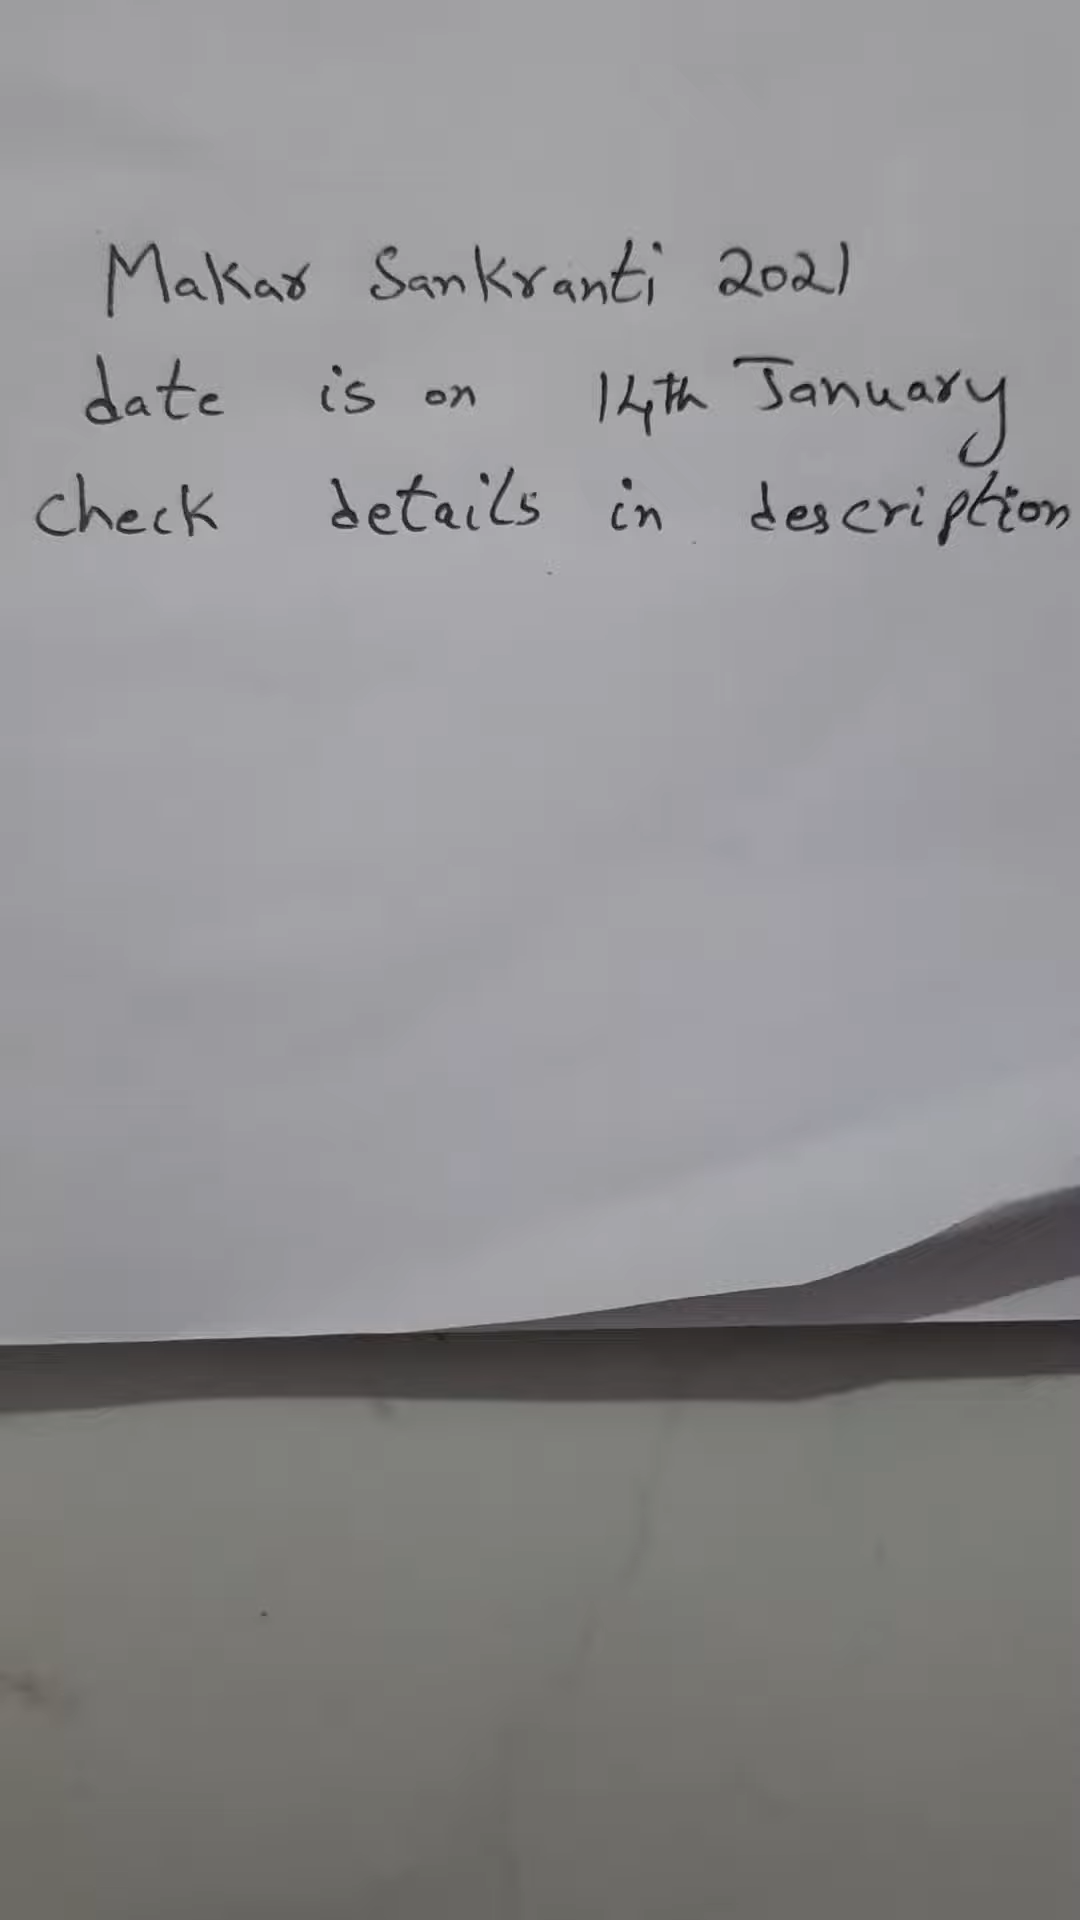 Makar Sankranti 2021
date is on 14th January
check details in description